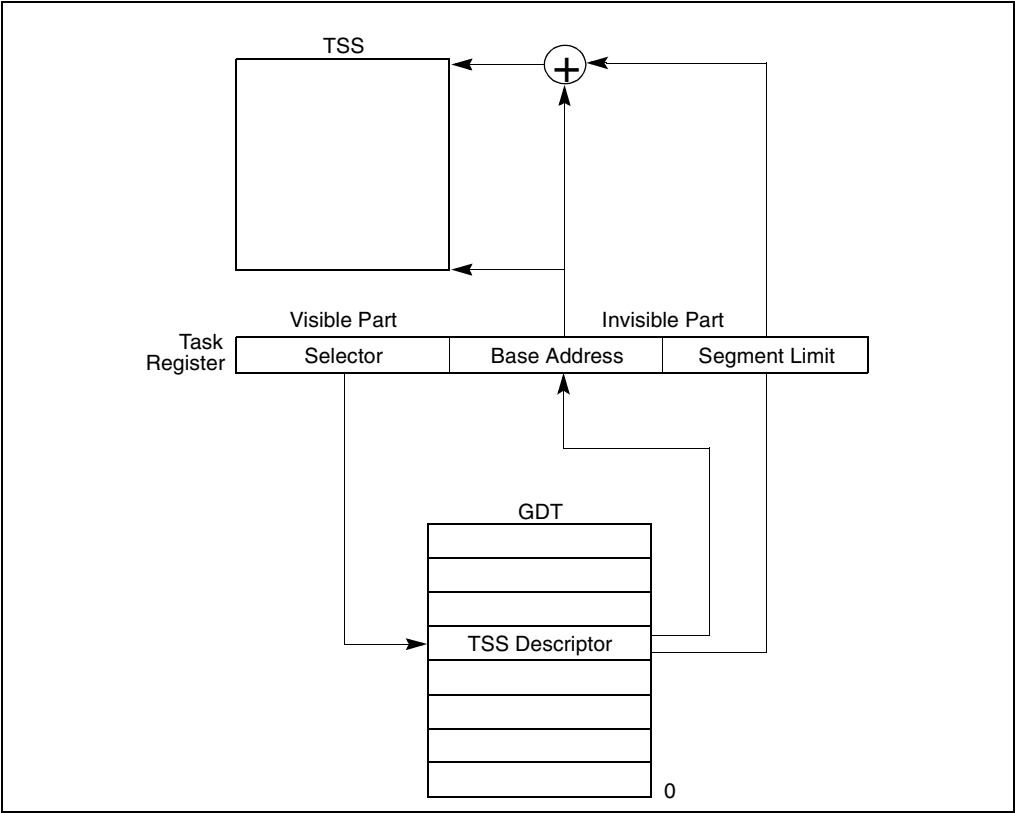 TSS
+
Visible Part
Invisible Part
Task
Register
Selector
Base Address
Segment Limit
GDT
TSS Descriptor
0